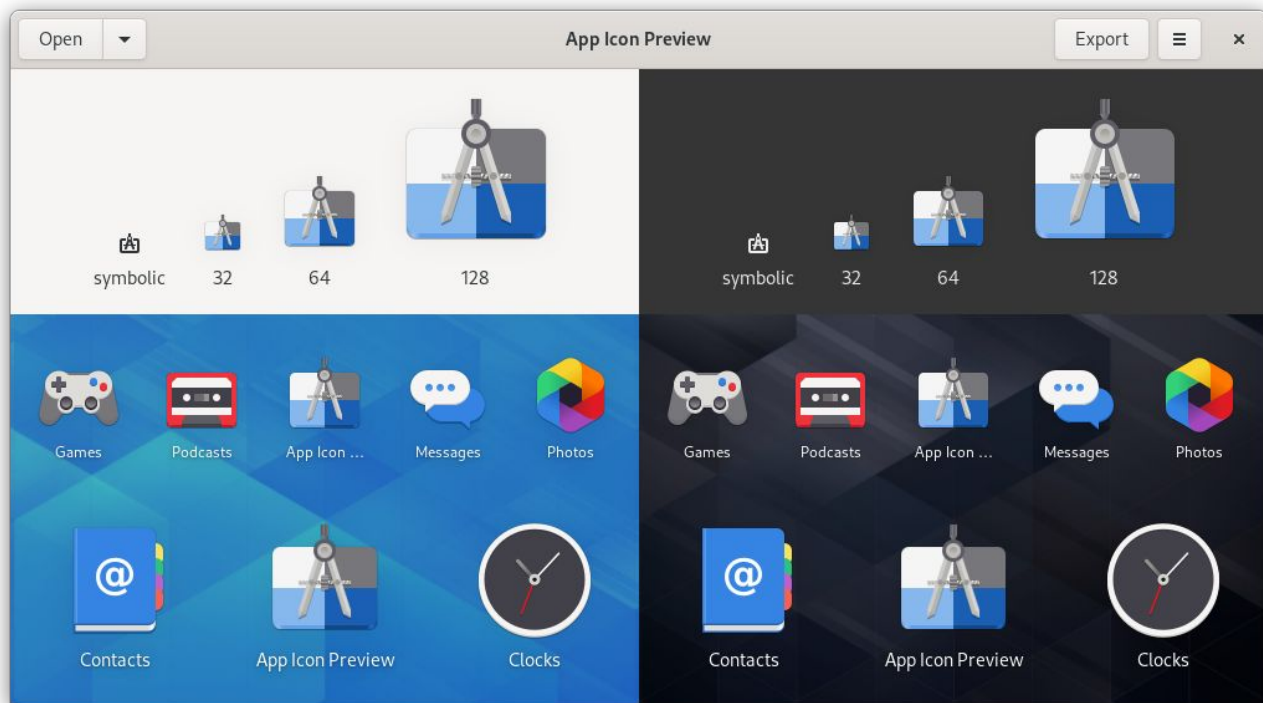 Open
App Icon Preview
Export
symbolic 32 64 128
symbolic 32 64 128
Games Podcasts App Icon ... Messages Photos
Games Podcasts App Icon ... Messages Photos
@
@
Contacts App Icon Preview Clocks
Contacts App Icon Preview Clocks